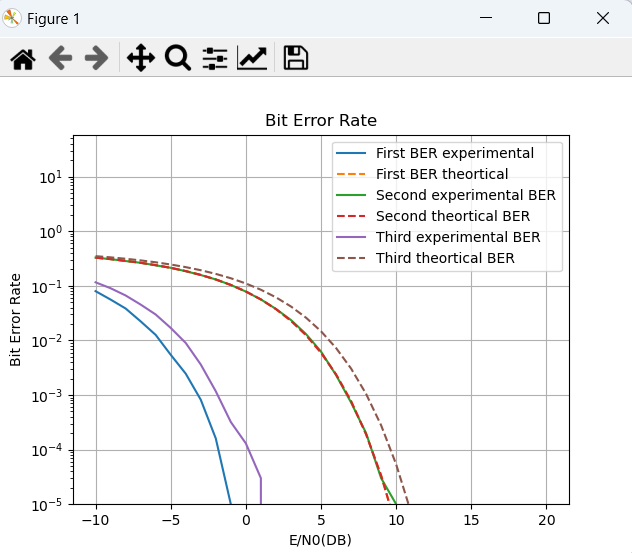 Figure 1
Bit Error Rate
First BER experimental
First BER theortical
Second experimental BER
Second theortical BER
Third experimental BER
Third theortical BER
Bit Error Rate
10¹
10⁰
10⁻¹
10⁻²
10⁻³
10⁻⁴
10⁻⁵
−10
−5
0
5
10
15
20
E/N0(DB)